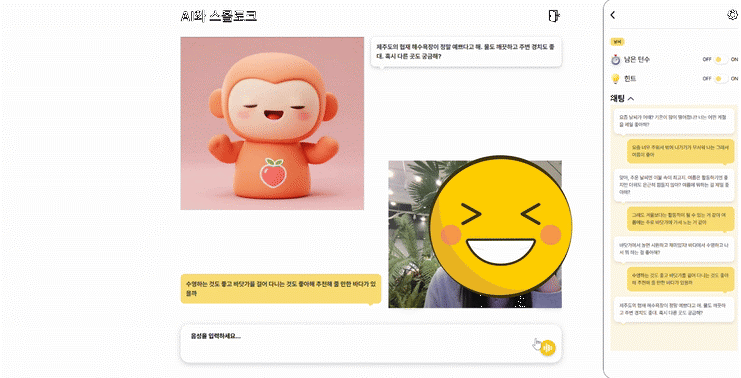 AI와 스몰토크
제주도의 협재 해수욕장이 정말 예쁘다고 해. 물도 깨끗하고 주변 경치도 좋
대. 혹시 다른 곳도 궁금해?
수영하는 것도 좋고 바닷가를 걸어 다니는 것도 좋아해 추천해 줄 만한 바다가 있
을까
음성을 입력하세요...
날씨
남은 턴수
OFF
ON
힌트
OFF
ON
채팅
요즘 날씨가 어때? 기온이 많이 떨어졌나? 너는 어떤 계절
을 제일 좋아해?
요즘 너무 추워서 밖에 나가기가 무서워 나는 그래서
여름이 좋아
맞아, 추운 날씨엔 이불 속이 최고지. 여름은 활동하기엔 좋
지만 더위도 은근히 힘들지 않아? 여름에 뭐하는 걸 제일 좋
아해?
그래도 겨울보다는 활동적이 될 수 있는 거 같아 여
름에는 주로 바닷가에 가서 노는 거 같아
바닷가에서 놀면 시원하고 재미있지! 바다에서 수영하고 나
서 뭐 하는 걸 좋아해?
수영하는 것도 좋고 바닷가를 걸어 다니는 것도 좋아
해 추천해 줄 만한 바다가 있을까
제주도의 협재 해수욕장이 정말 예쁘다고 해. 물도 깨끗하
고 주변 경치도 좋대. 혹시 다른 곳도 궁금해?